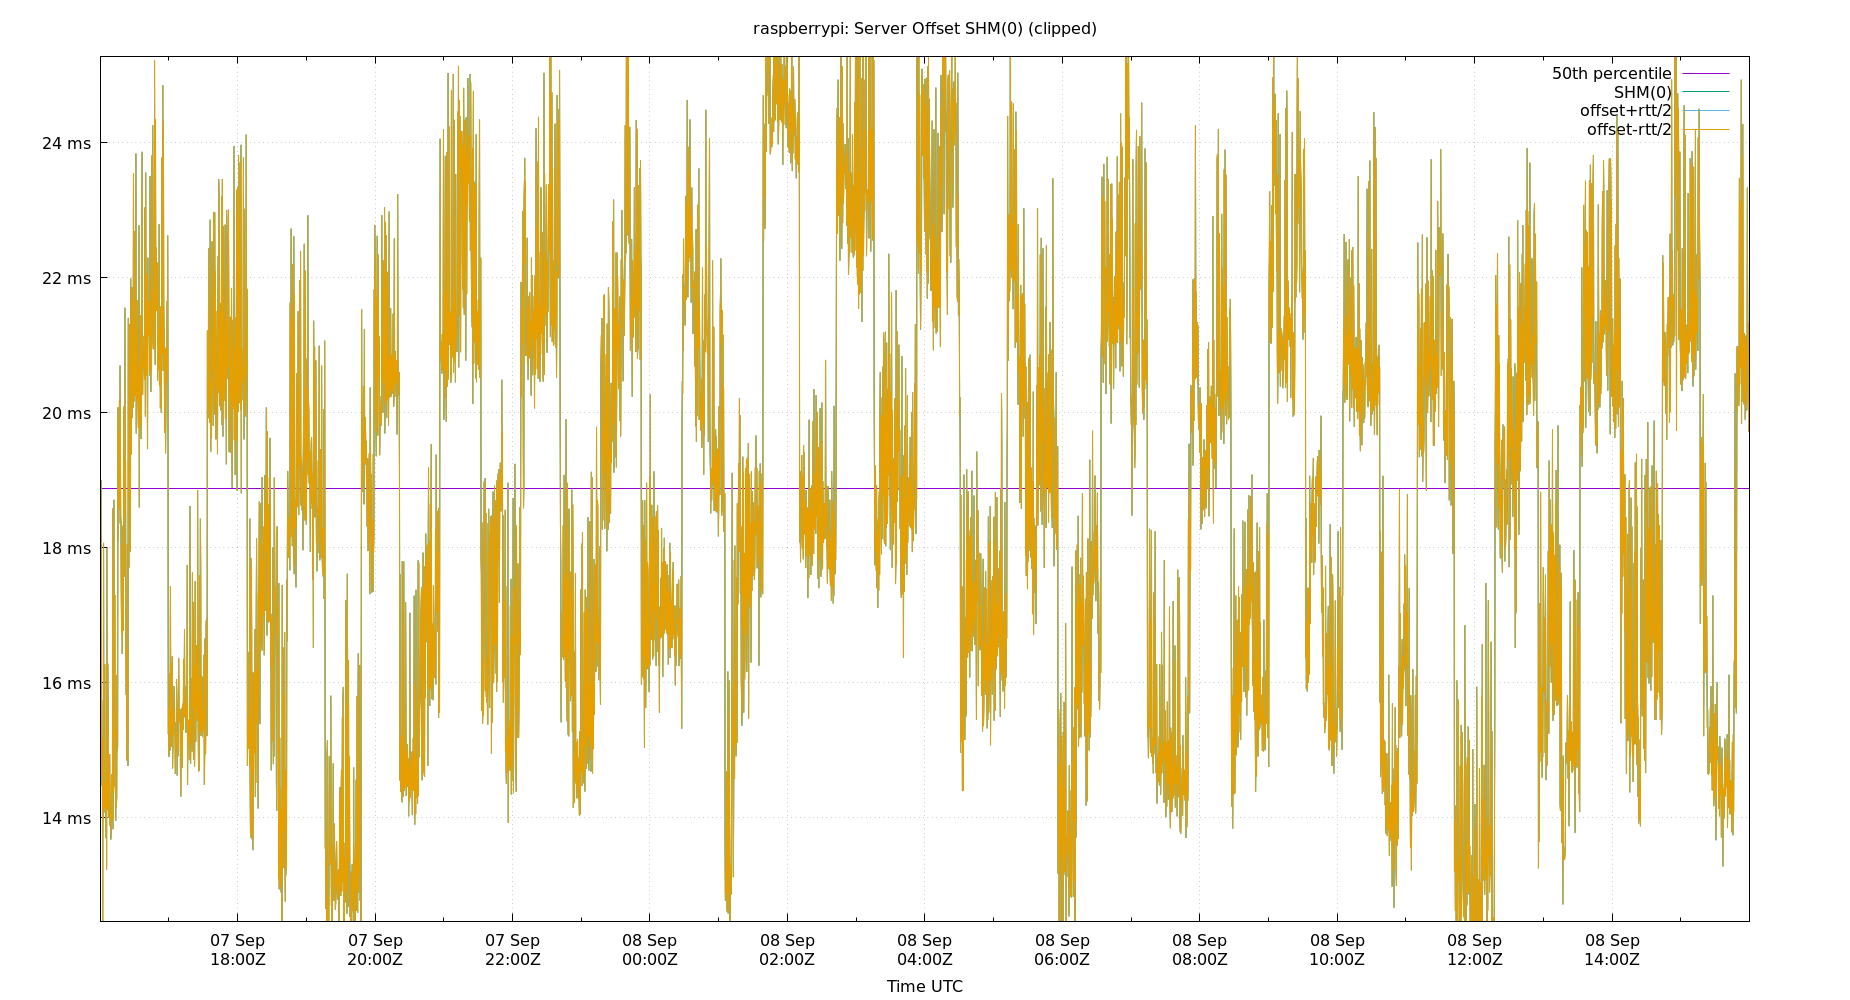 raspberrypi: Server Offset SHM(0) (clipped)
50th percentile
SHM(0)
offset+rtt/2
offset-rtt/2
24 ms
22 ms
20 ms
18 ms
16 ms
14 ms
07 Sep 07 Sep 07 Sep 08 Sep 08 Sep 08 Sep 08 Sep 08 Sep 08 Sep 08 Sep 08 Sep
18:00Z 20:00Z 22:00Z 00:00Z 02:00Z 04:00Z 06:00Z 08:00Z 10:00Z 12:00Z 14:00Z
Time UTC